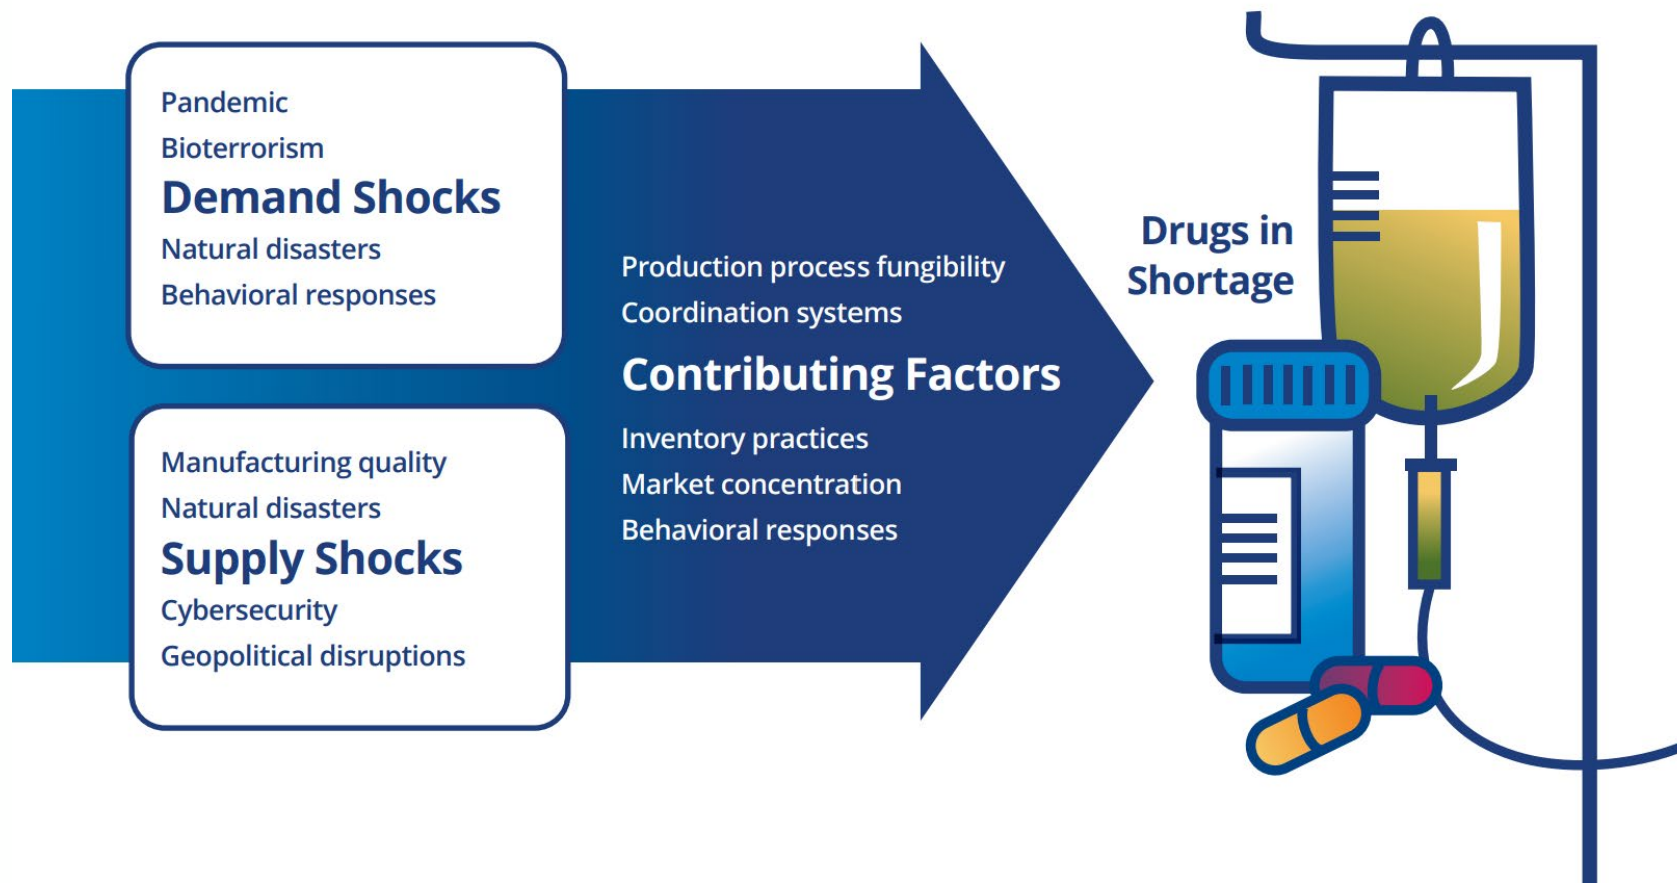 Pandemic
Bioterrorism
Demand Shocks
Natural disasters
Behavioral responses
Manufacturing quality
Natural disasters
Supply Shocks
Cybersecurity
Geopolitical disruptions
Production process fungibility
Coordination systems
Contributing Factors
Inventory practices
Market concentration
Behavioral responses
Drugs in
Shortage